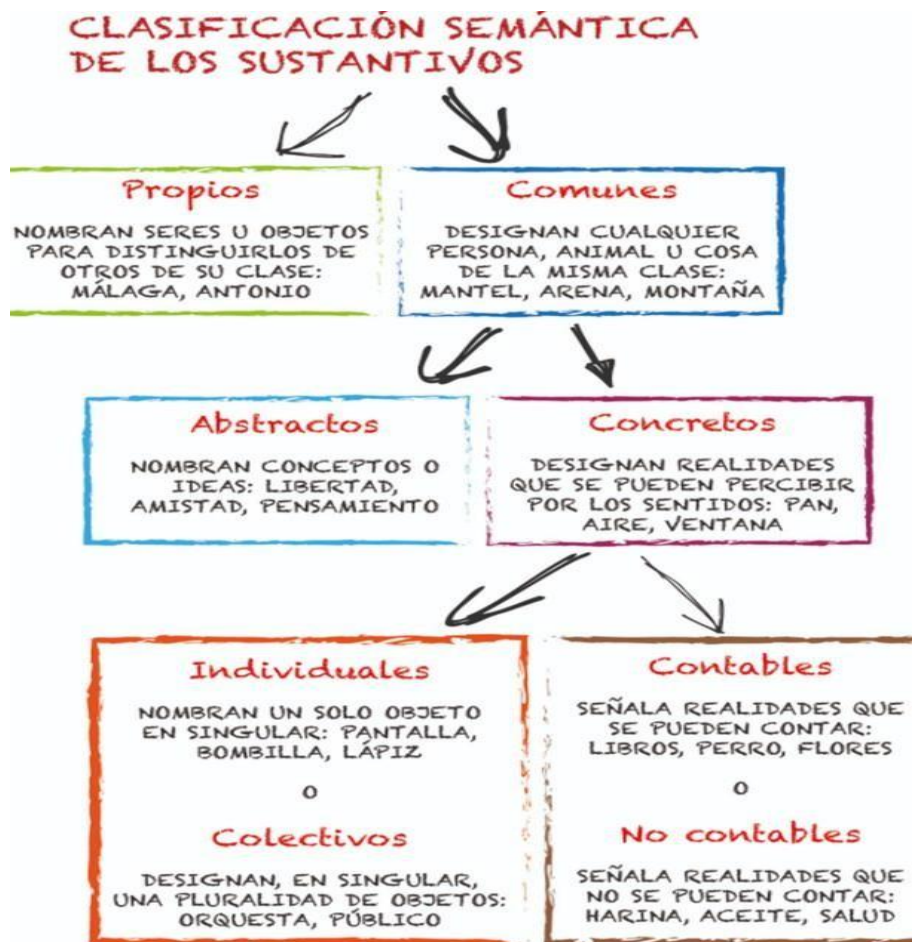 CLASIFICACIÓN SEMÁNTICA
DE LOS SUSTANTIVOS
Propios
NOMBRAN SERES U OBJETOS
PARA DISTINGUIRLOS DE
OTROS DE SU CLASE:
MÁLAGA, ANTONIO
Comunes
DESIGNAN CUALQUIER
PERSONA, ANIMAL U COSA
DE LA MISMA CLASE:
MANTEL, ARENA, MONTAÑA
Abstractos
NOMBRAN CONCEPTOS O
IDEAS: LIBERTAD,
AMISTAD, PENSAMIENTO
Concretos
DESIGNAN REALIDADES
QUE SE PUEDEN PERCIBIR
POR LOS SENTIDOS: PAN,
AIRE, VENTANA
Individuales
NOMBRAN UN SOLO OBJETO
EN SINGULAR: PANTALLA,
BOMBILLA, LÁPIZ
O
Colectivos
DESIGNAN, EN SINGULAR,
UNA PLURALIDAD DE OBJETOS:
ORQUESTA, PÚBLICO
Contables
SEÑALA REALIDADES QUE
SE PUEDEN CONTAR:
LIBROS, PERRO, FLORES
O
No contables
SEÑALA REALIDADES QUE
NO SE PUEDEN CONTAR:
HARINA, ACEITE, SALUD